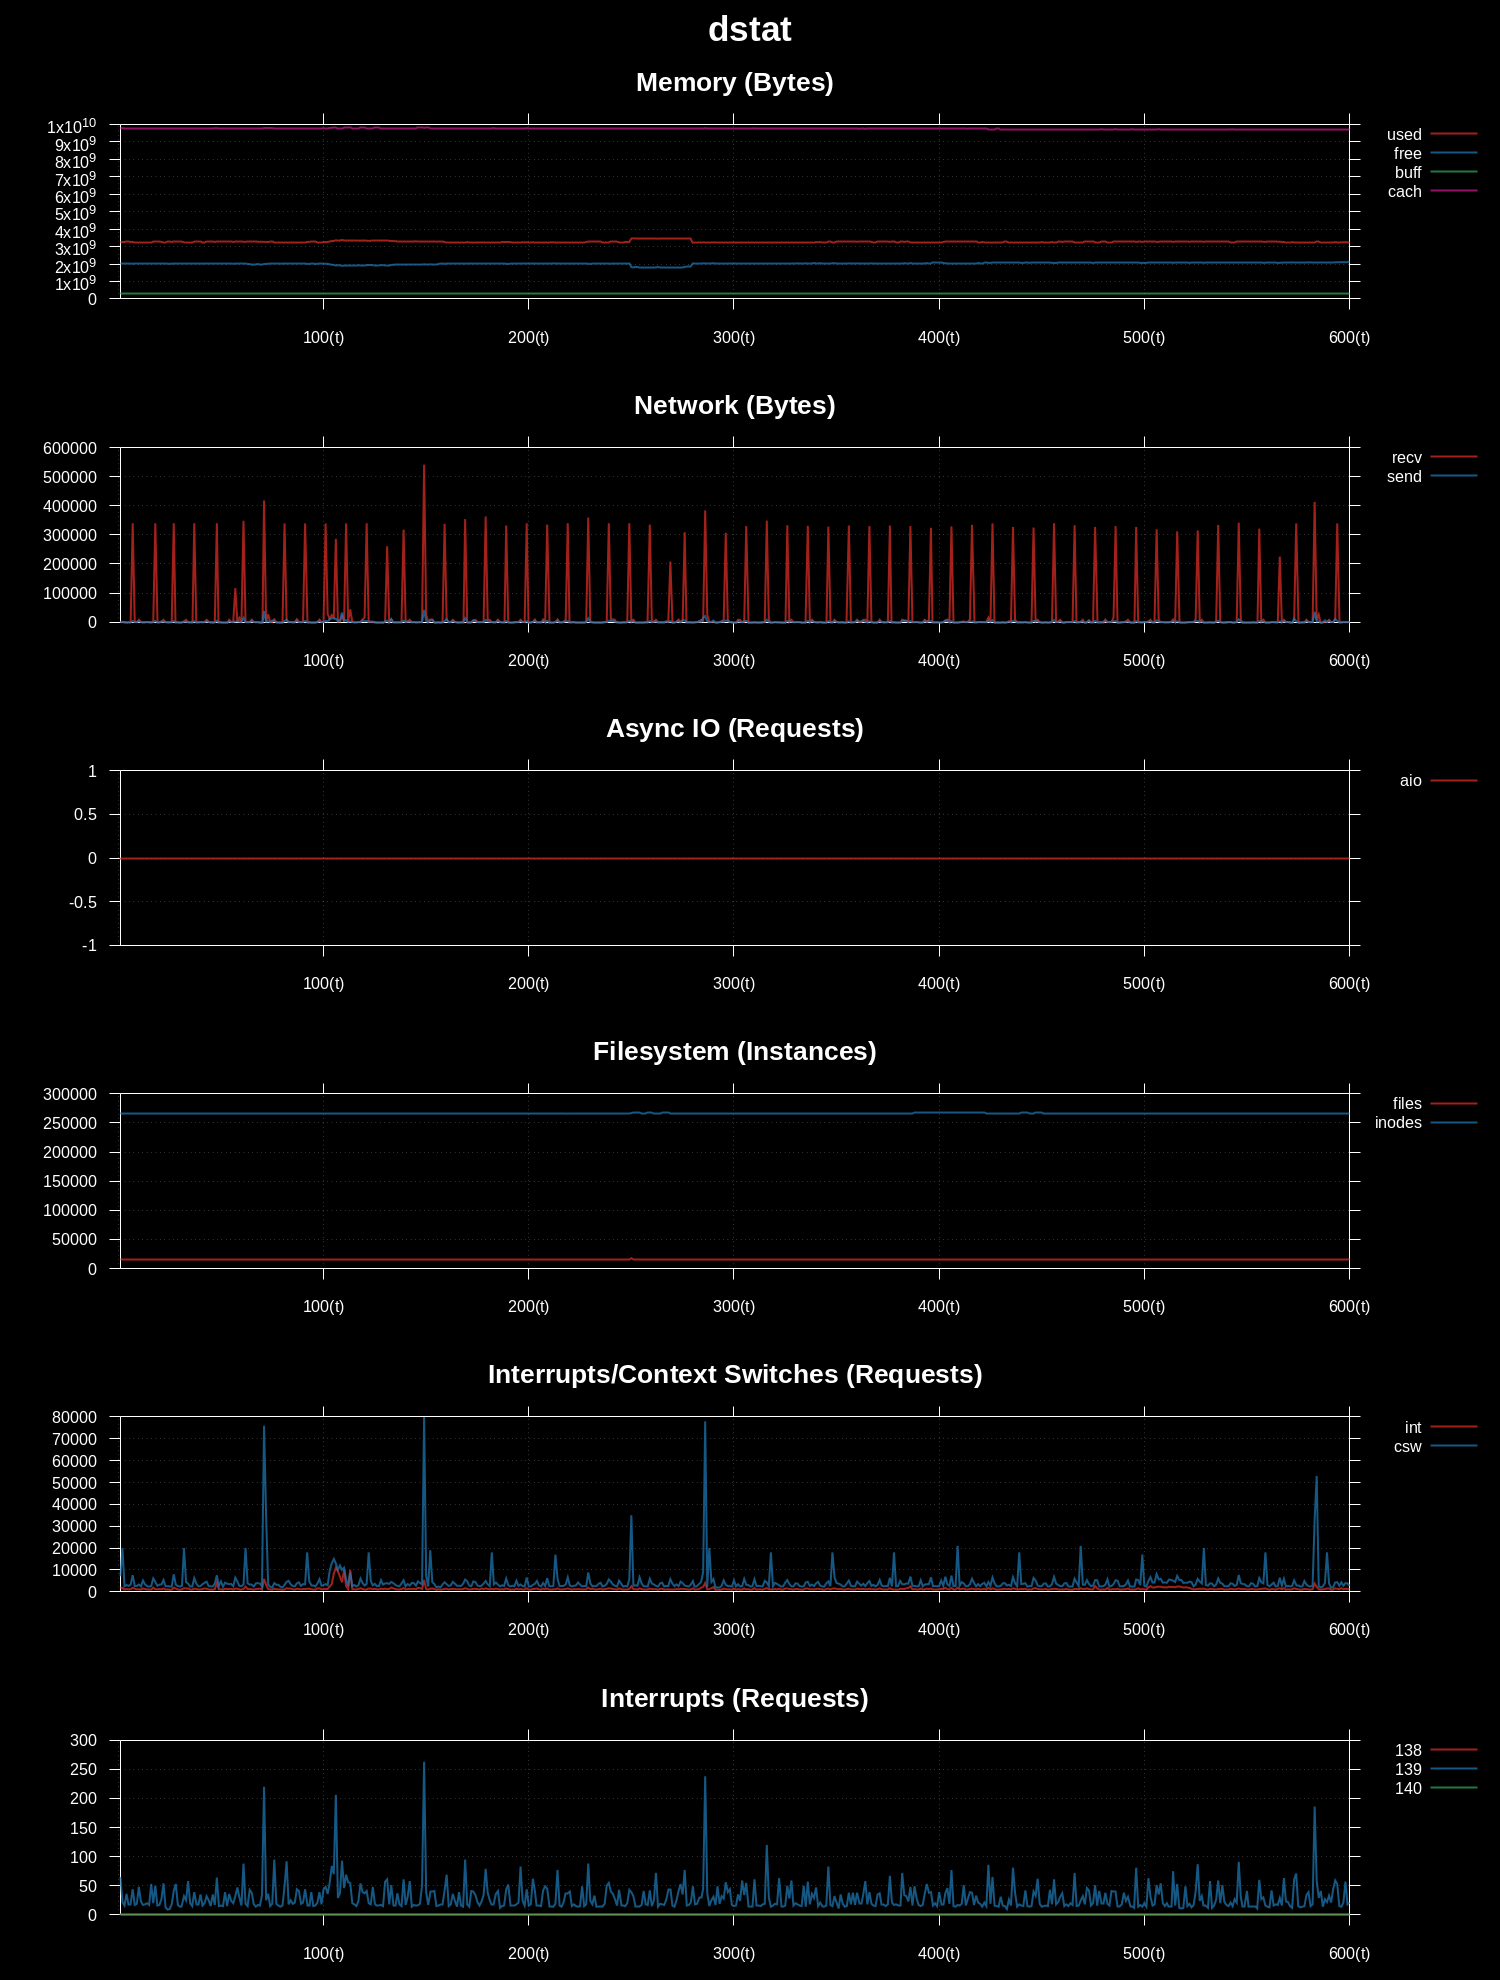 dstat
Memory (Bytes)
1x10^10
9x10^9
8x10^9
7x10^9
6x10^9
5x10^9
4x10^9
3x10^9
2x10^9
1x10^9
0
used
free
buff
cach
100(t) 200(t) 300(t) 400(t) 500(t) 600(t)
Network (Bytes)
600000
500000
400000
300000
200000
100000
0
recv
send
100(t) 200(t) 300(t) 400(t) 500(t) 600(t)
Async IO (Requests)
1
0.5
0
-0.5
-1
aio
100(t) 200(t) 300(t) 400(t) 500(t) 600(t)
Filesystem (Instances)
300000
250000
200000
150000
100000
50000
0
files
inodes
100(t) 200(t) 300(t) 400(t) 500(t) 600(t)
Interrupts/Context Switches (Requests)
80000
70000
60000
50000
40000
30000
20000
10000
0
int
csw
100(t) 200(t) 300(t) 400(t) 500(t) 600(t)
Interrupts (Requests)
300
250
200
150
100
50
0
138
139
140
100(t) 200(t) 300(t) 400(t) 500(t) 600(t)